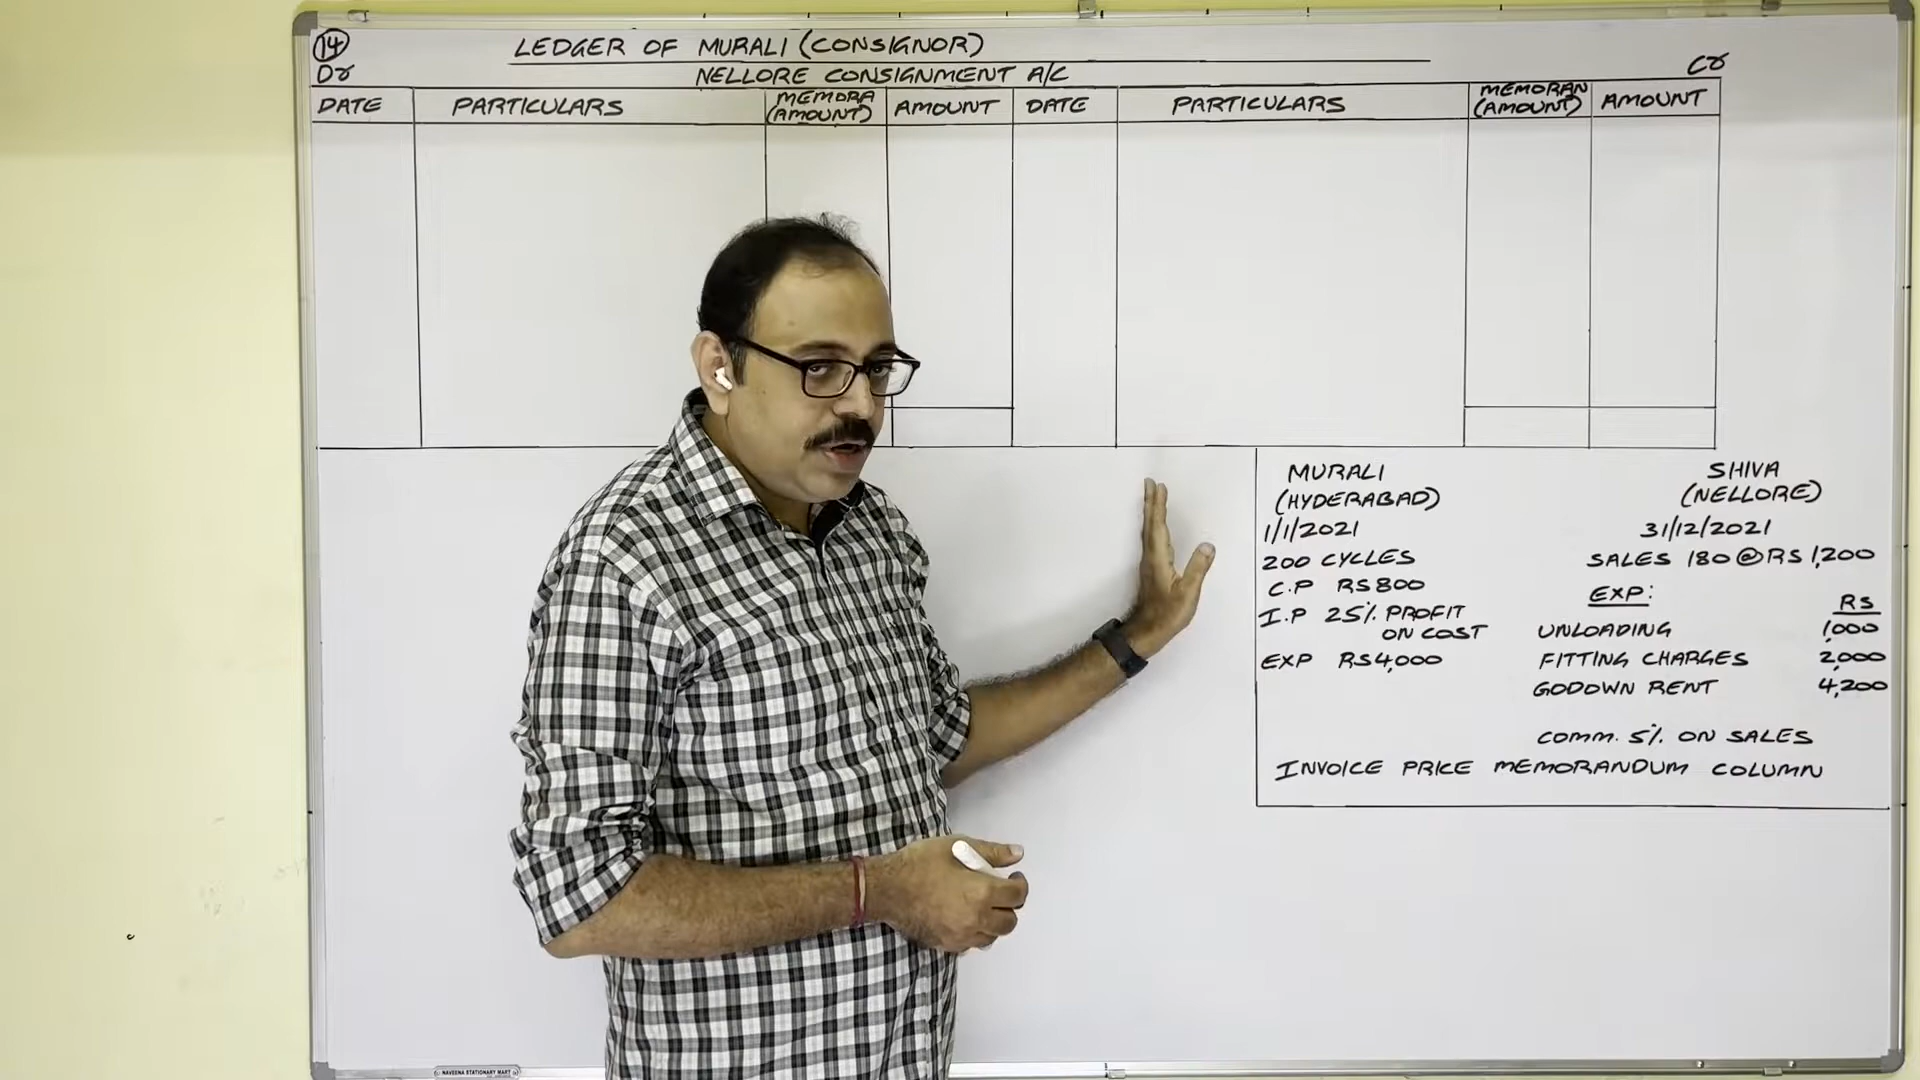 14 LEDGER OF MURALI (CONSIGNOR)
Dr NELLORE CONSIGNMENT A/C Cr
DATE PARTICULARS MEMORA (AMOUNT) AMOUNT DATE PARTICULARS MEMORAN (AMOUNT) AMOUNT
MURALI
(HYDERABAD)
1/1/2021
200 CYCLES
C.P RS 800
I.P 25% PROFIT
ON COST
EXP RS 4,000
SHIVA
(NELLORE)
31/12/2021
SALES 180 @ RS 1,200
EXP: RS
UNLOADING 1,000
FITTING CHARGES 2,000
GODOWN RENT 4,200
COMM. 5% ON SALES
INVOICE PRICE MEMORANDUM COLUMN
NAVEENA STATIONARY MART